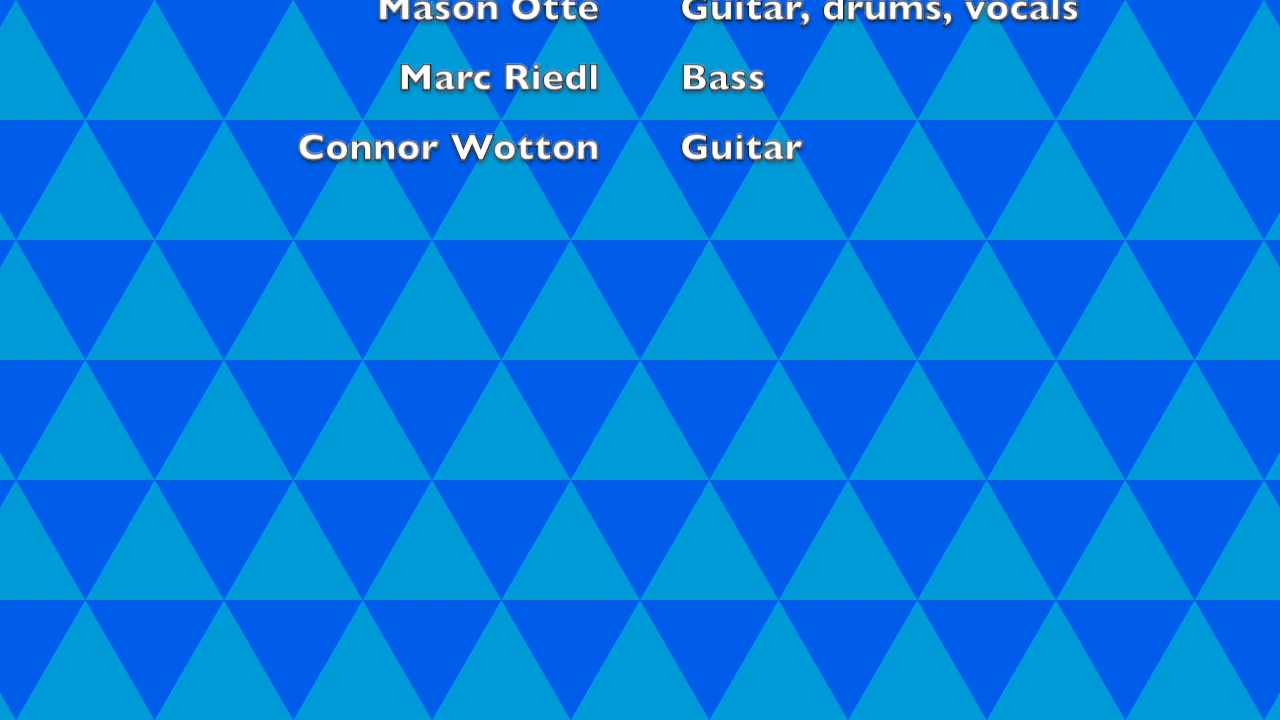 Mason Otte Guitar, drums, vocals
Marc Riedl Bass
Connor Wotton Guitar